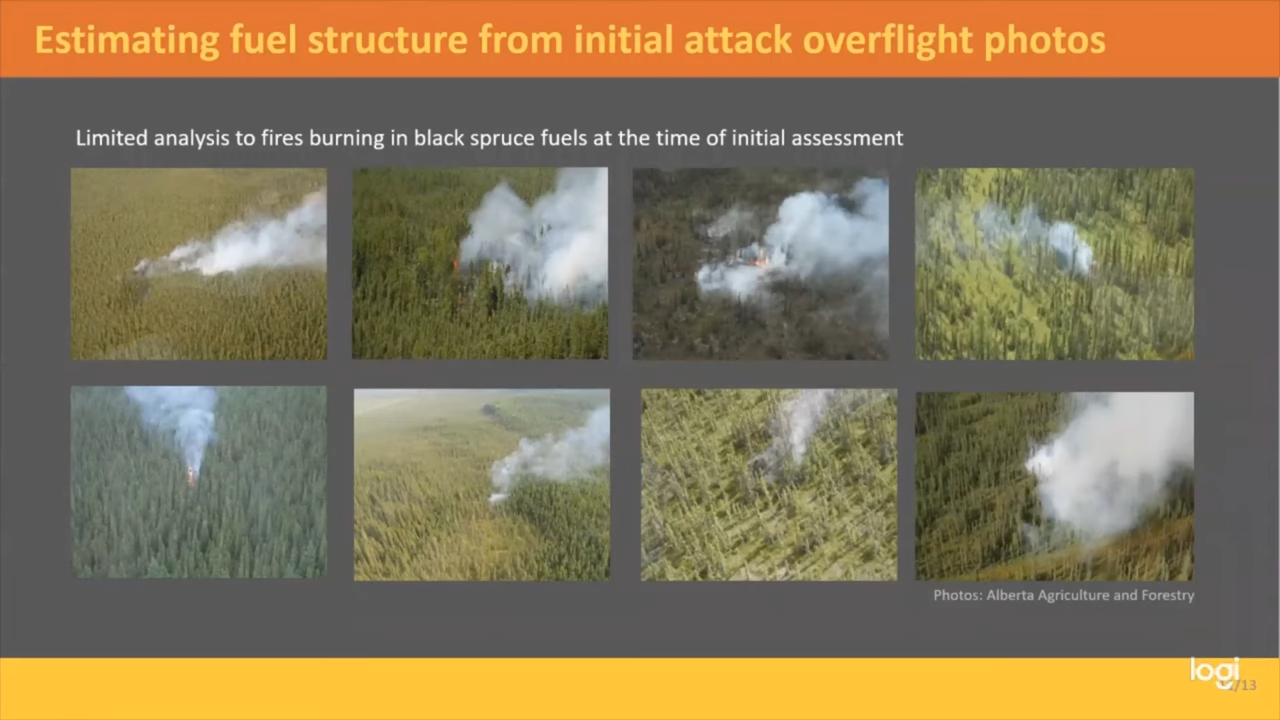 Estimating fuel structure from initial attack overflight photos
Limited analysis to fires burning in black spruce fuels at the time of initial assessment
Photos: Alberta Agriculture and Forestry
logi
/13